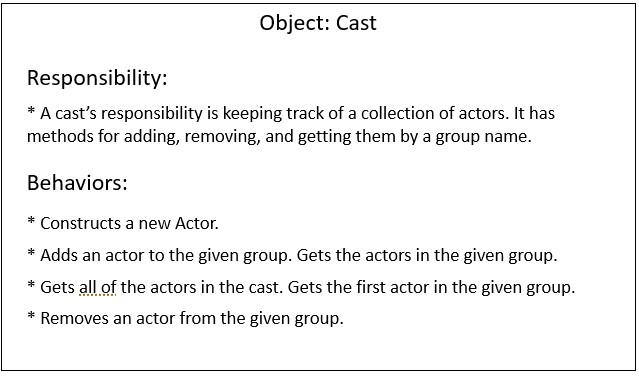 Object: Cast
Responsibility:
* A cast’s responsibility is keeping track of a collection of actors. It has
methods for adding, removing, and getting them by a group name.
Behaviors:
* Constructs a new Actor.
* Adds an actor to the given group. Gets the actors in the given group.
* Gets all of the actors in the cast. Gets the first actor in the given group.
* Removes an actor from the given group.